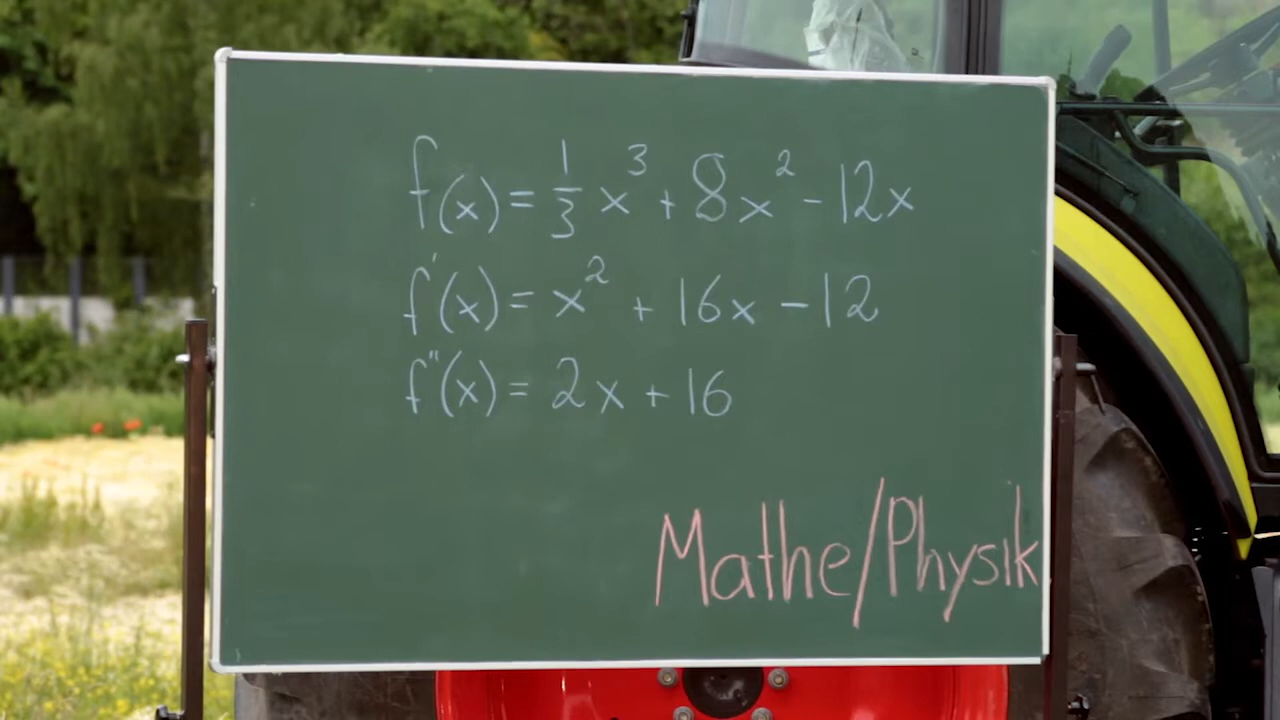 f(x) = 1/3 x³ + 8x² - 12x
f'(x) = x² + 16x - 12
f''(x) = 2x + 16
Mathe/Physik